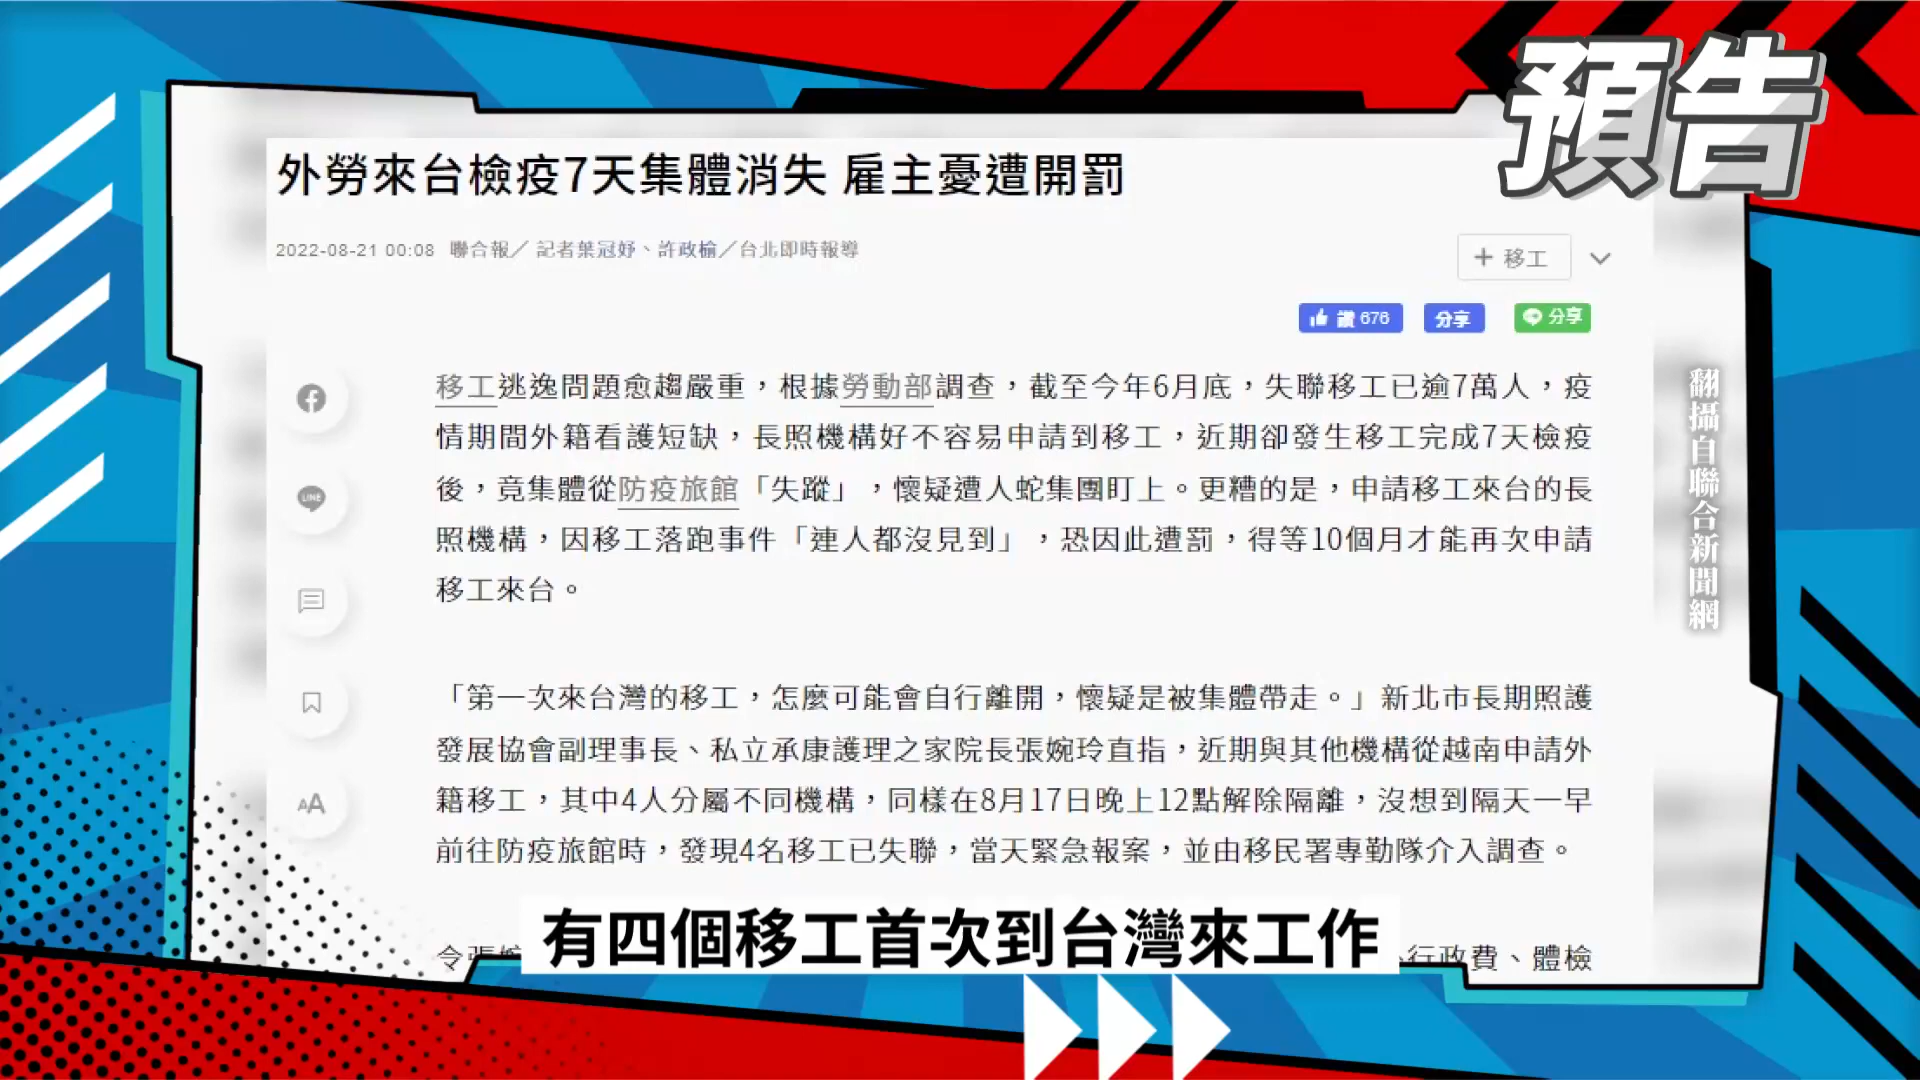 預告
外勞來台檢疫7天集體消失 雇主憂遭開罰
2022-08-21 00:08 聯合報／ 記者葉冠妤、許政榆／台北即時報導
+ 移工
讚 676 分享 分享
移工逃逸問題愈趨嚴重，根據勞動部調查，截至今年6月底，失聯移工已逾7萬人，疫
情期間外籍看護短缺，長照機構好不容易申請到移工，近期卻發生移工完成7天檢疫
後，竟集體從防疫旅館「失蹤」，懷疑遭人蛇集團盯上。更糟的是，申請移工來台的長
照機構，因移工落跑事件「連人都沒見到」，恐因此遭罰，得等10個月才能再次申請
移工來台。
「第一次來台灣的移工，怎麼可能會自行離開，懷疑是被集體帶走。」新北市長期照護
發展協會副理事長、私立承康護理之家院長張婉玲直指，近期與其他機構從越南申請外
籍移工，其中4人分屬不同機構，同樣在8月17日晚上12點解除隔離，沒想到隔天一早
前往防疫旅館時，發現4名移工已失聯，當天緊急報案，並由移民署專勤隊介入調查。
令張 行政費、體檢
有四個移工首次到台灣來工作
翻攝自聯合新聞網
LINE
AA